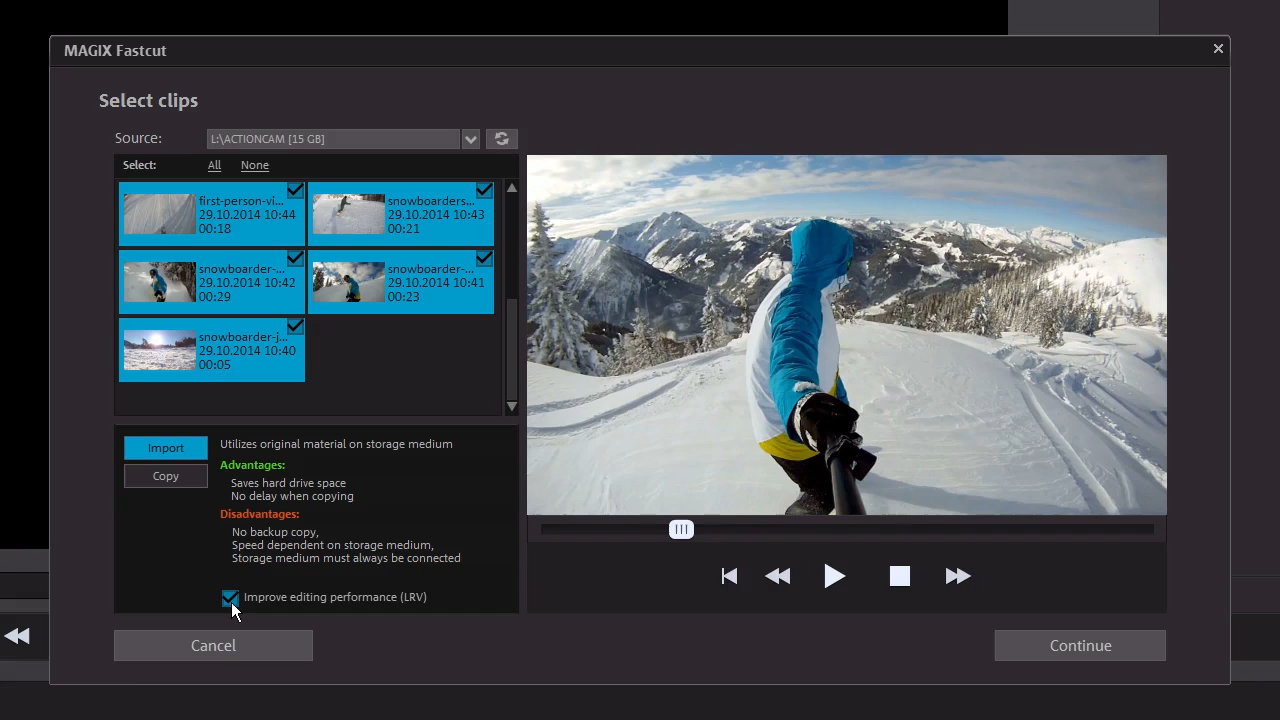 MAGIX Fastcut
Select clips
Source: L:\ACTIONCAM [15 GB]
Select: All None
first-person-vi...
29.10.2014 10:44
00:18
snowboarders...
29.10.2014 10:43
00:21
snowboarder-...
29.10.2014 10:42
00:29
snowboarder-...
29.10.2014 10:41
00:23
snowboarder-j...
29.10.2014 10:40
00:05
Import
Copy
Utilizes original material on storage medium
Advantages:
Saves hard drive space
No delay when copying
Disadvantages:
No backup copy,
Speed dependent on storage medium,
Storage medium must always be connected
Improve editing performance (LRV)
Cancel
Continue